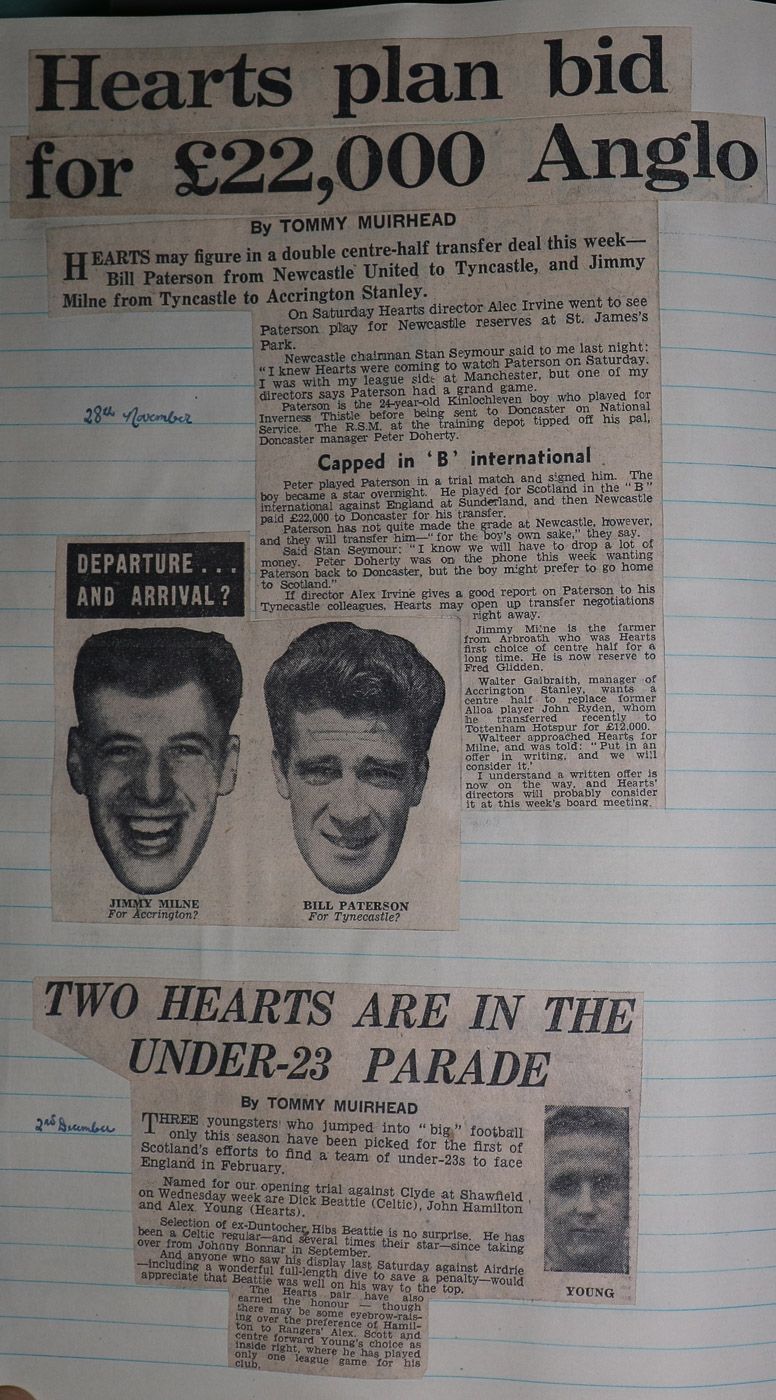 Hearts plan bid
for £22,000 Anglo
By TOMMY MUIRHEAD
HEARTS may figure in a double centre-half transfer deal this week—
Bill Paterson from Newcastle United to Tyncastle, and Jimmy
Milne from Tyncastle to Accrington Stanley.
On Saturday Hearts director Alec Irvine went to see
Paterson play for Newcastle reserves at St. James's
Park.
Newcastle chairman Stan Seymour said to me last night:
"I knew Hearts were coming to watch Paterson on Saturday.
I was with my league side at Manchester, but one of my
directors says Paterson had a grand game.
Paterson is the 24-year-old Kinlochleven boy who played for
Inverness Thistle before being sent to Doncaster on National
Service. The R.S.M. at the training depot tipped off his pal,
Doncaster manager Peter Doherty.
28th November
Capped in 'B' international
Peter played Paterson in a trial match and signed him. The
boy became a star overnight. He played for Scotland in the "B"
international against England at Sunderland, and then Newcastle
paid £22,000 to Doncaster for his transfer.
Paterson has not quite made the grade at Newcastle, however,
and they will transfer him—"for the boy's own sake," they say.
Said Stan Seymour: "I know we will have to drop a lot of
money. Peter Doherty was on the phone this week wanting
Paterson back to Doncaster, but the boy might prefer to go home
to Scotland."
If director Alex Irvine gives a good report on Paterson to his
Tynecastle colleagues, Hearts may open up transfer negotiations
right away.
Jimmy Milne is the farmer
from Arbroath who was Hearts
first choice of centre half for a
long time. He is now reserve to
Fred Glidden.
Walter Galbraith, manager of
Accrington Stanley, wants a
centre half to replace former
Alloa player John Ryden, whom
he transferred recently to
Tottenham Hotspur for £12,000.
Walteer approached Hearts for
Milne, and was told: "Put in an
offer in writing, and we will
consider it.'
I understand a written offer is
now on the way, and Hearts'
directors will probably consider
it at this week's board meeting.
DEPARTURE...
AND ARRIVAL?
JIMMY MILNE
For Accrington?
BILL PATERSON
For Tynecastle?
TWO HEARTS ARE IN THE
UNDER-23 PARADE
2nd December
By TOMMY MUIRHEAD
THREE youngsters who jumped into "big" football
only this season have been picked for the first of
Scotland's efforts to find a team of under-23s to face
England in February.
Named for our opening trial against Clyde at Shawfield
on Wednesday week are Dick Beattie (Celtic), John Hamilton
and Alex. Young (Hearts).
Selection of ex-Duntocher Hibs Beattie is no surprise. He has
been a Celtic regular—and several times their star—since taking
over from Johnny Bonnar in September.
And anyone who saw his display last Saturday against Airdrie
—including a wonderful full-length dive to save a penalty—would
appreciate that Beattie was well on his way to the top.
The Hearts pair have also
earned the honour — though
there may be some eyebrow-rais-
ing over the preference of Hamil-
ton to Rangers' Alex. Scott and
centre forward Young's choice as
inside right, where he has played
only one league game for his
club.
YOUNG